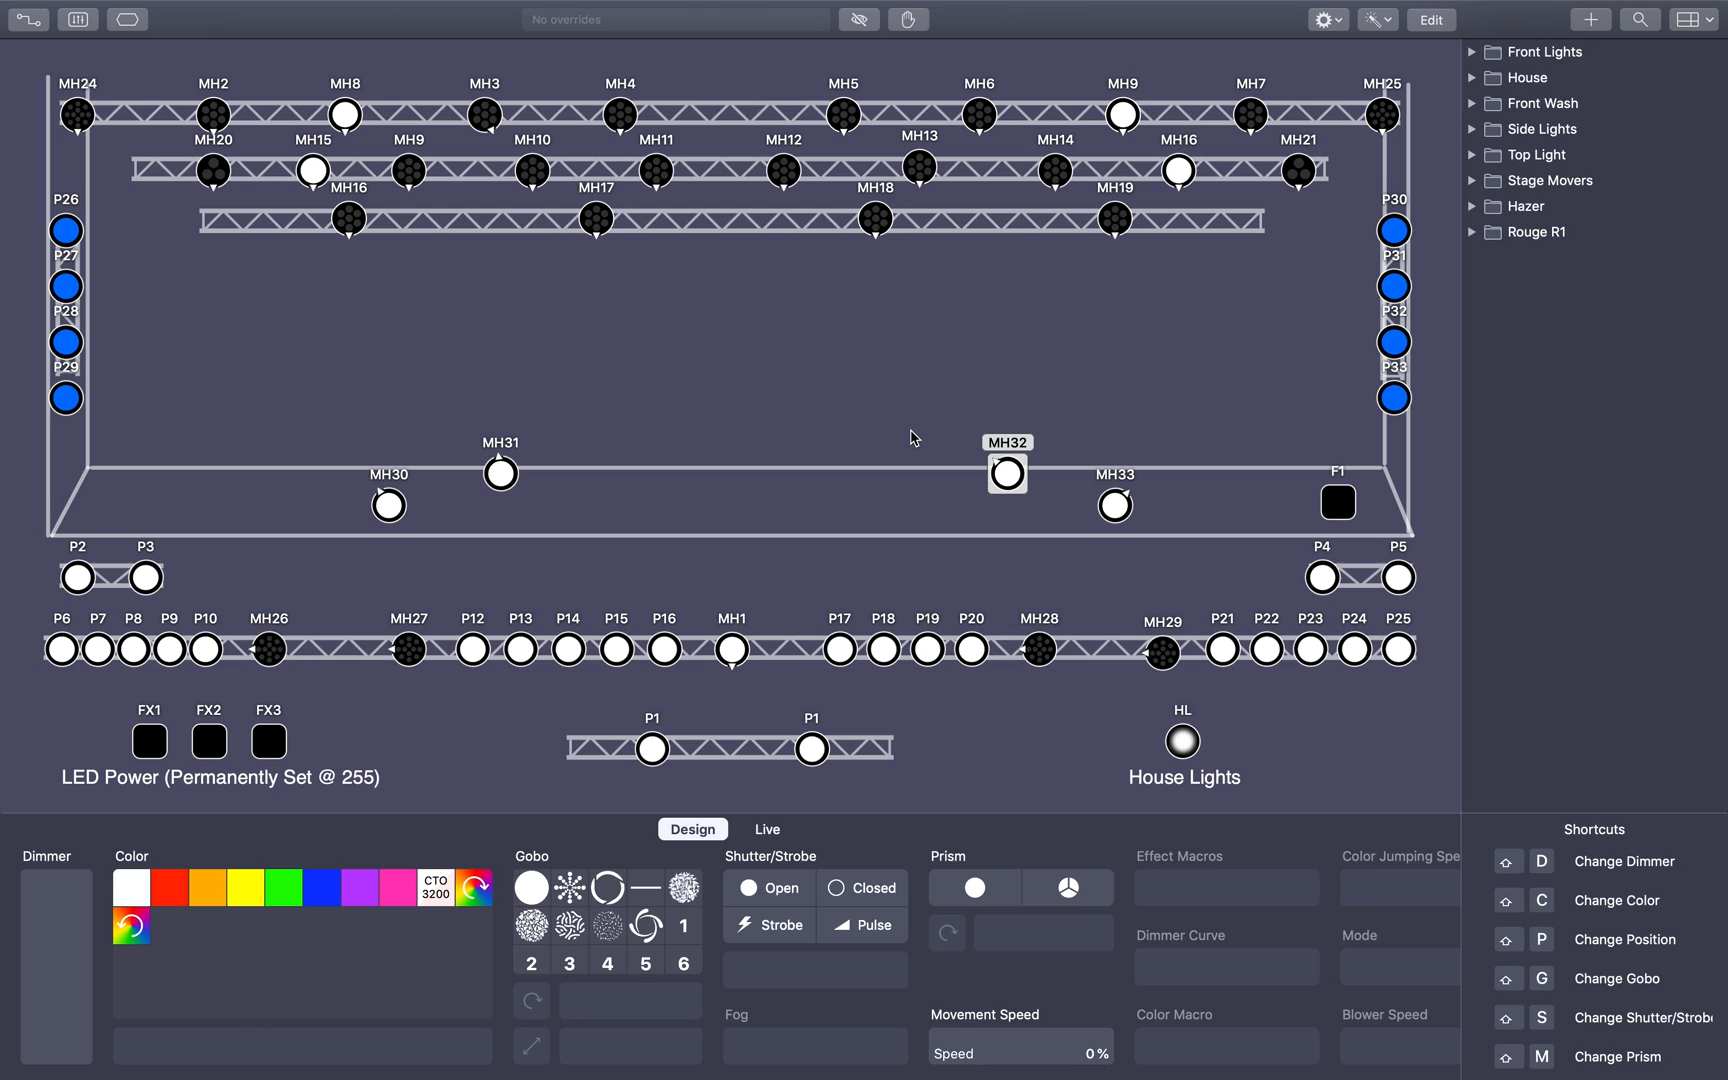 No overrides
Edit
Front Lights
House
Front Wash
Side Lights
Top Light
Stage Movers
Hazer
Rouge R1
MH24 MH2 MH8 MH3 MH4 MH5 MH6 MH9 MH7 MH25
MH20 MH15 MH9 MH10 MH11 MH12 MH13 MH14 MH16 MH21
MH16 MH17 MH18 MH19
P26 P30
P27 P31
P28 P32
P29 P33
MH31 MH32
MH30 MH33 F1
P2 P3 P4 P5
P6 P7 P8 P9 P10 MH26 MH27 P12 P13 P14 P15 P16 MH1 P17 P18 P19 P20 MH28 MH29 P21 P22 P23 P24 P25
FX1 FX2 FX3 P1 P1 HL
LED Power (Permanently Set @ 255) House Lights
Design Live
Dimmer
Color
CTO
3200
Gobo
1
2 3 4 5 6
Shutter/Strobe
Open Closed
Strobe Pulse
Fog
Prism
Movement Speed
Speed 0 %
Effect Macros
Dimmer Curve
Color Macro
Color Jumping Spe
Mode
Blower Speed
Shortcuts
D Change Dimmer
C Change Color
P Change Position
G Change Gobo
S Change Shutter/Strob
M Change Prism